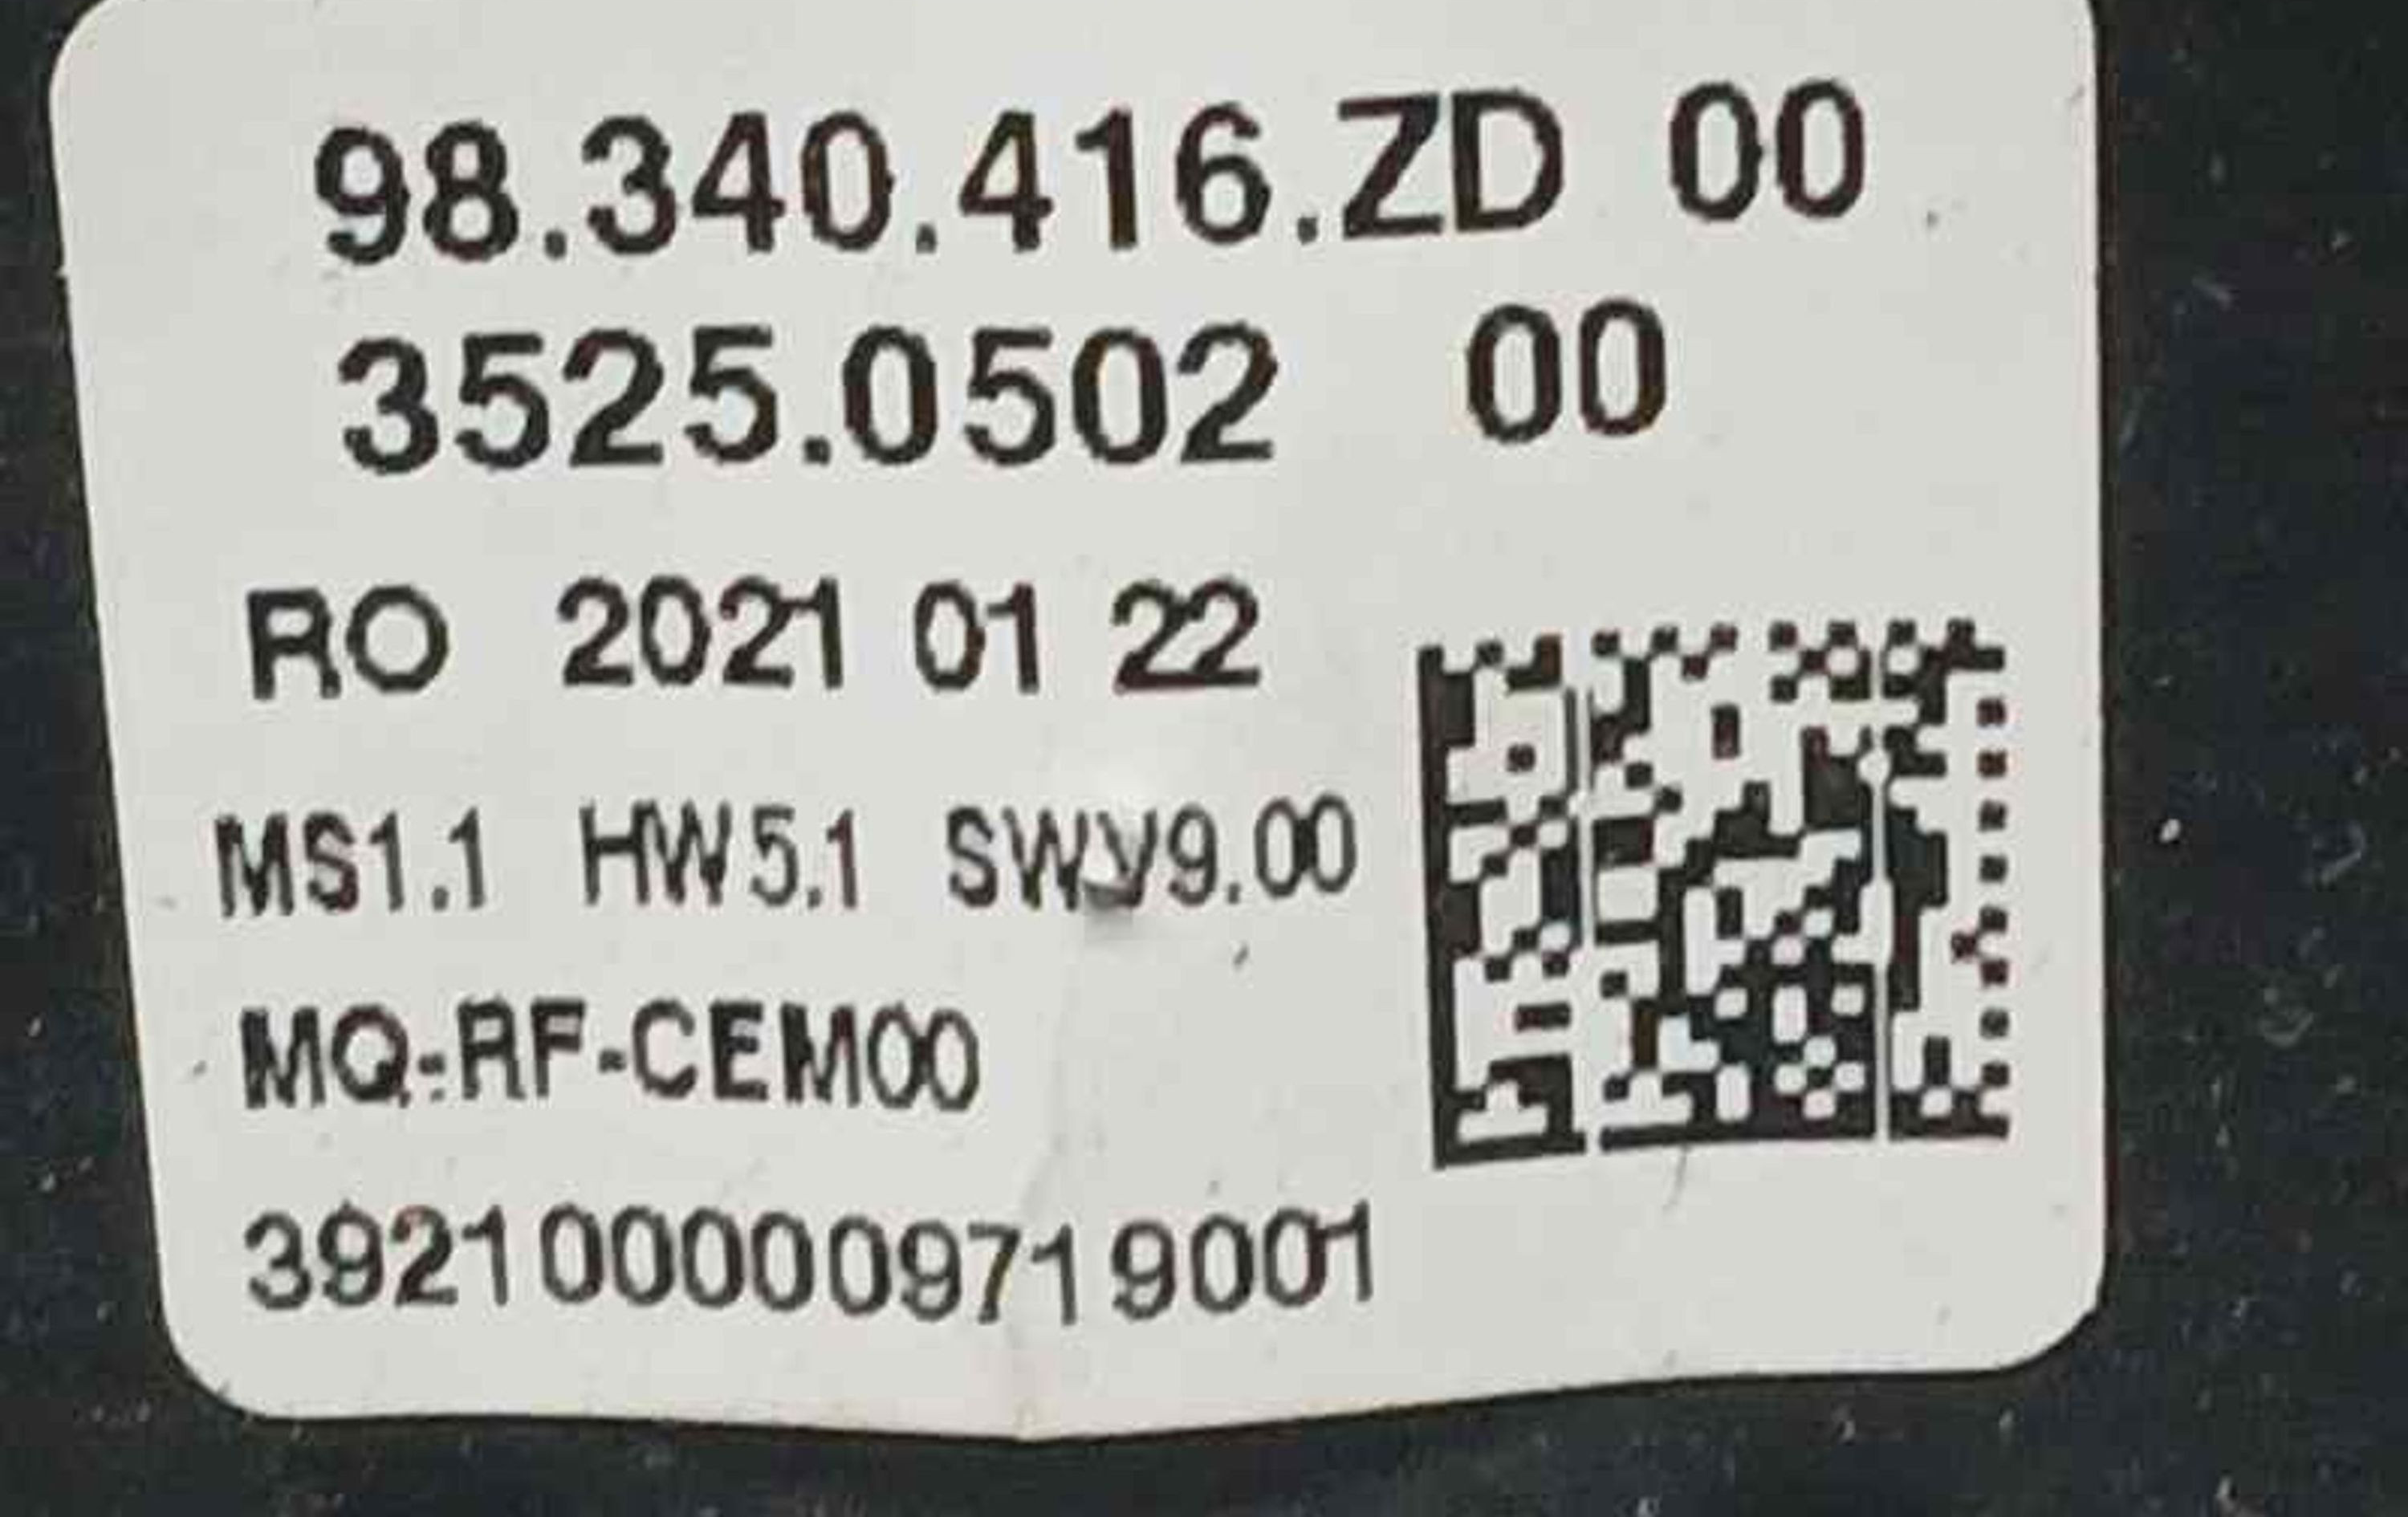 98.340.416.ZD 00
3525.0502 00
RO 2021 01 22
MS1.1 HW5.1 SWy9.00
MQ:RF-CEM00
3921000009719001